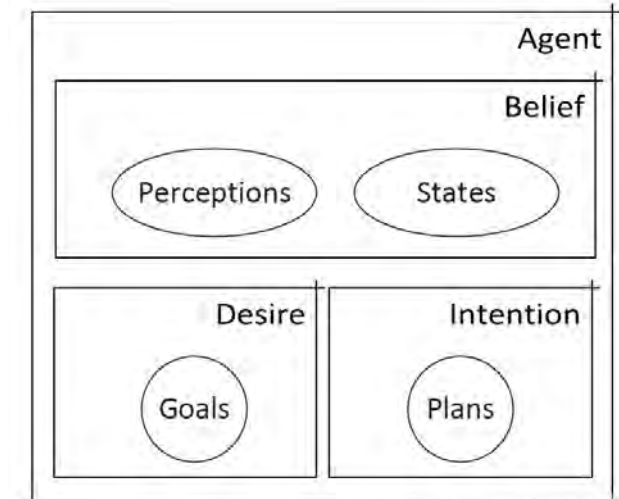 Agent
Belief
Perceptions
States
Desire
Intention
Goals
Plans